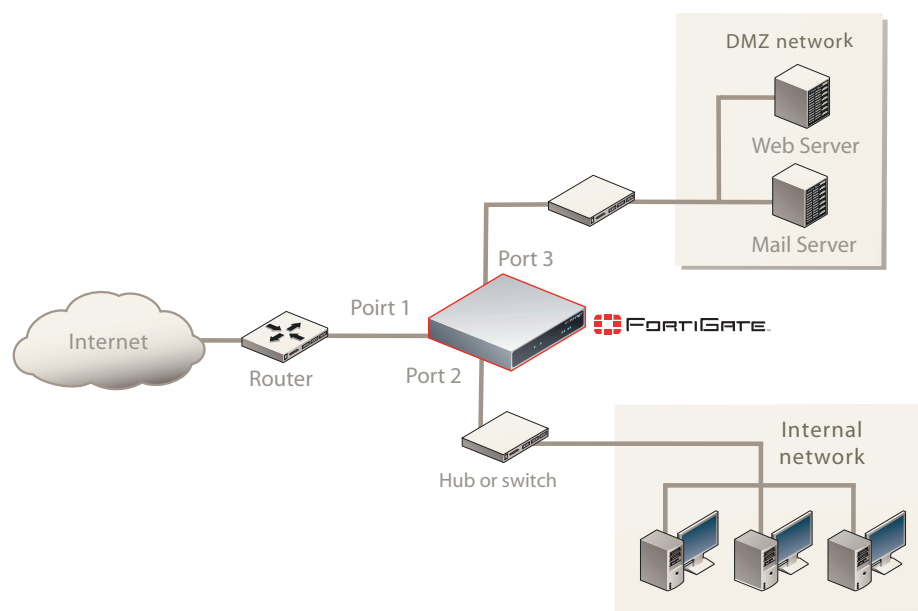 DMZ network
Web Server
Mail Server
Port 3
Poirt 1
FORTIGATE
Internet
Router
Port 2
Internal
network
Hub or switch